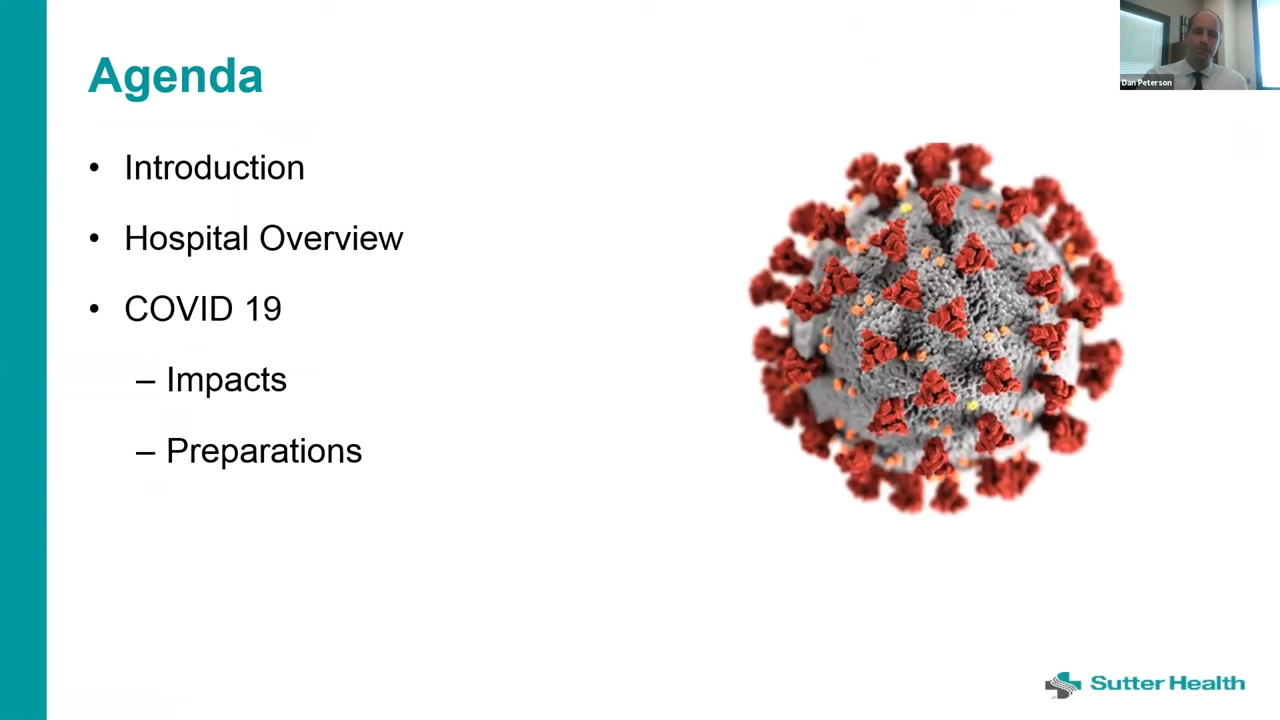 Agenda
Dan Peterson
• Introduction
• Hospital Overview
• COVID 19
– Impacts
– Preparations
Sutter Health